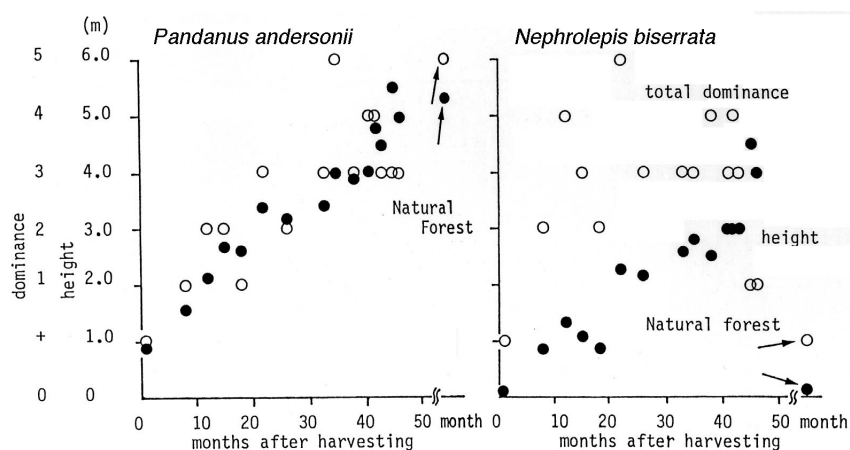 (m)
Pandanus andersonii
Nephrolepis biserrata
5 6.0
4 5.0
3 4.0
2 3.0
1 2.0
+ 1.0
0 0
dominance
height
total dominance
height
Natural
Forest
Natural forest
0 10 20 30 40 50 month
months after harvesting
0 10 20 30 40 50 month
months after harvesting